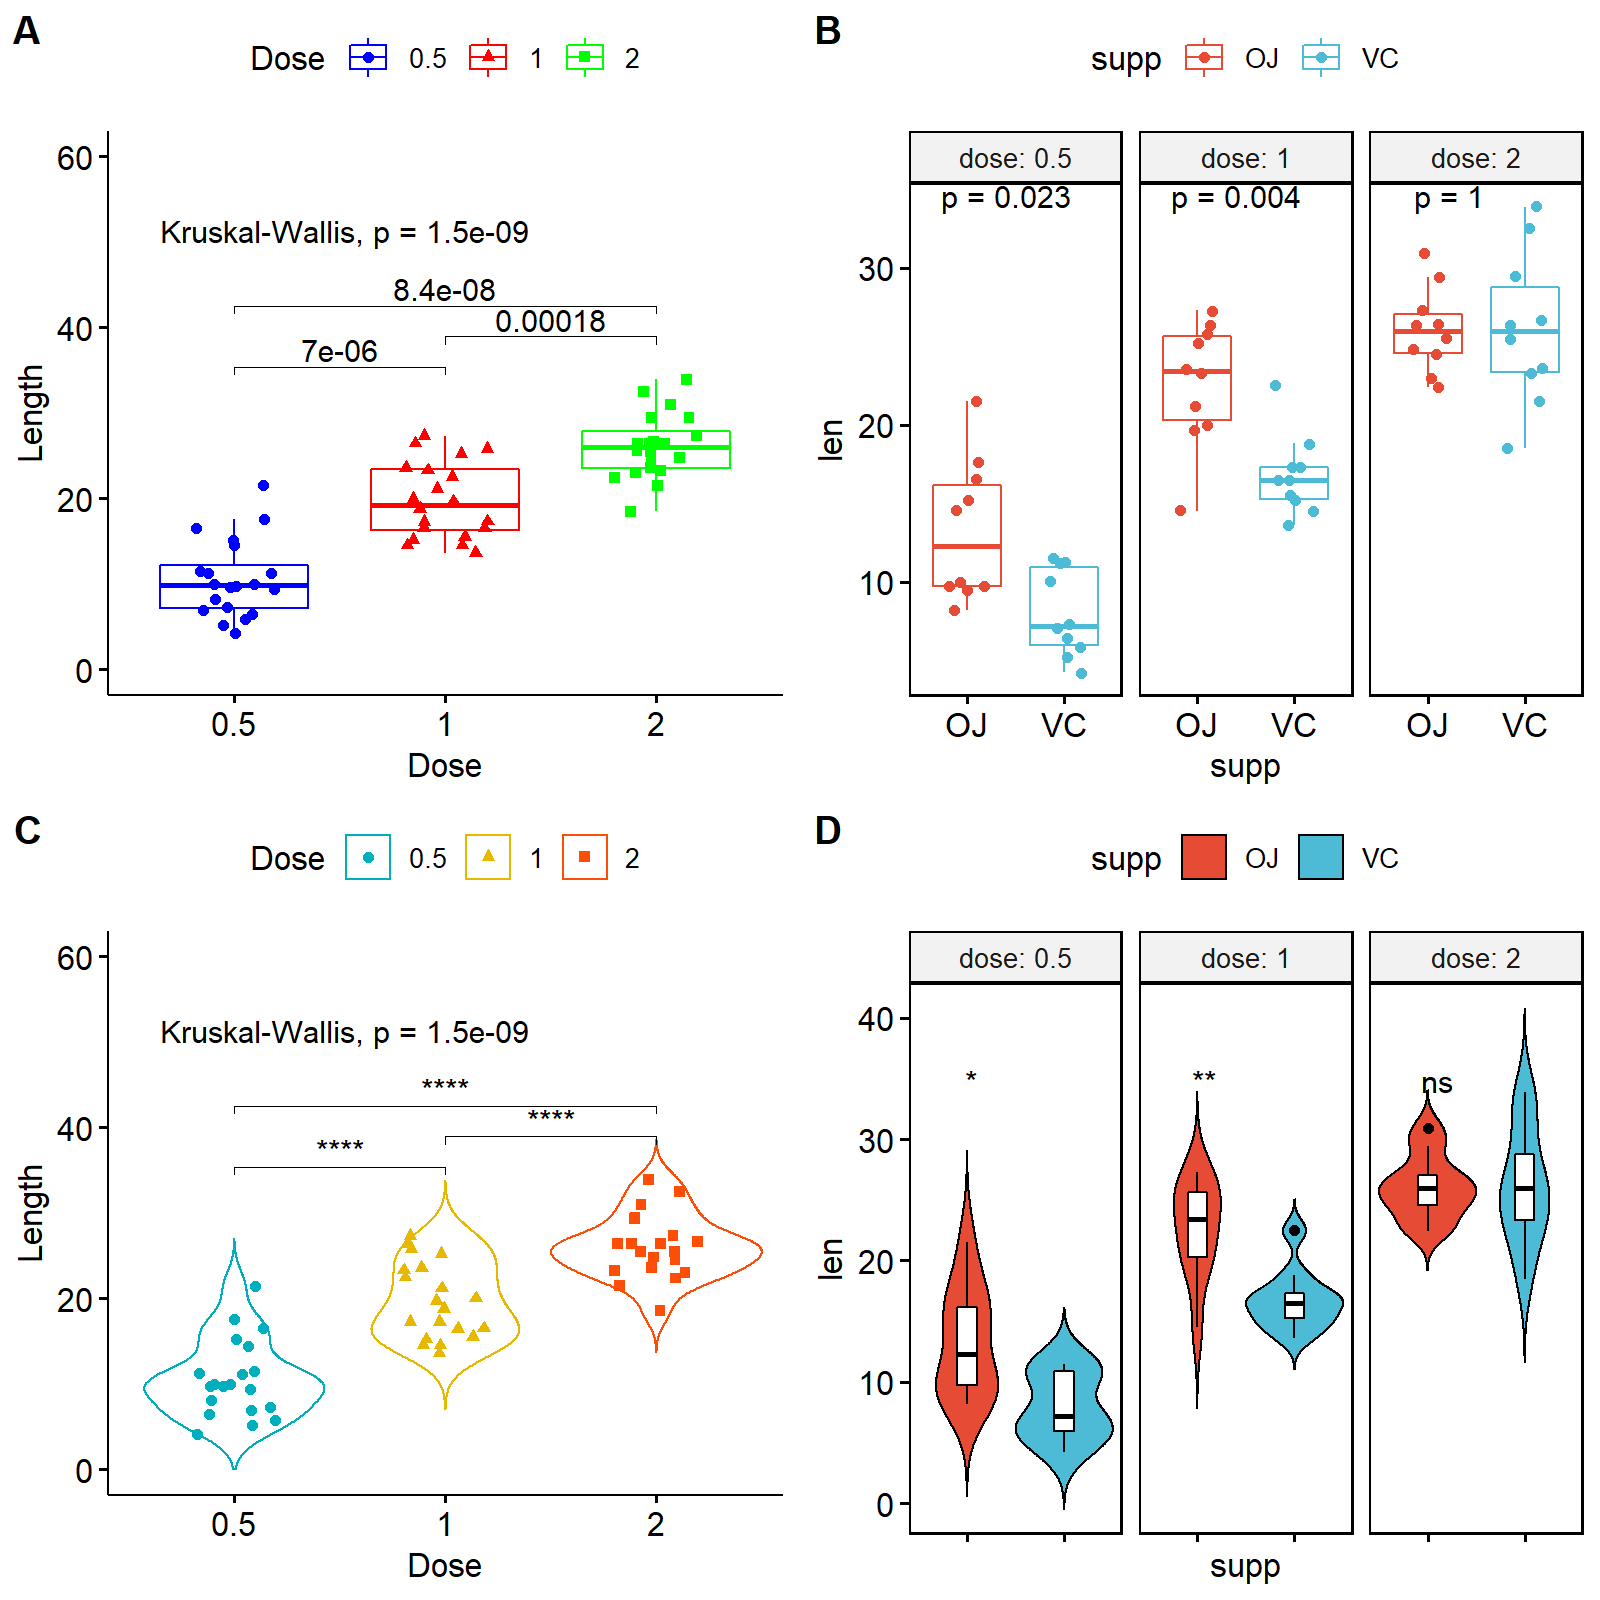 A
Dose 0.5 1 2
60
40
20
0
Length
Kruskal-Wallis, p = 1.5e-09
8.4e-08
0.00018
7e-06
0.5 1 2
Dose
B
supp OJ VC
dose: 0.5 dose: 1 dose: 2
p = 0.023 p = 0.004 p = 1
30
20
10
len
OJ VC OJ VC OJ VC
supp
C
Dose 0.5 1 2
60
40
20
0
Length
Kruskal-Wallis, p = 1.5e-09
****
****
****
0.5 1 2
Dose
D
supp OJ VC
dose: 0.5 dose: 1 dose: 2
40
30
20
10
0
len
* ** ns
supp